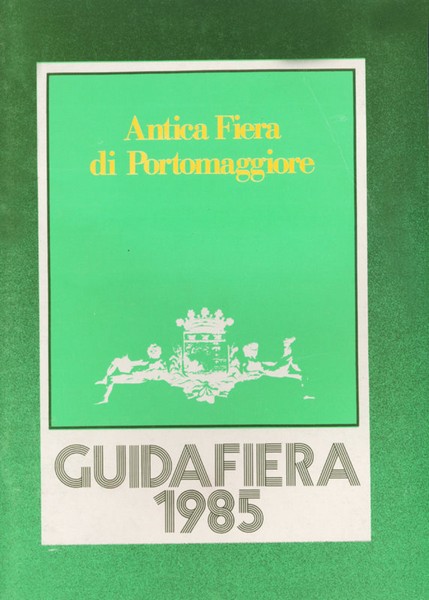 Antica Fiera
di Portomaggiore
GUIDAFIERA
1985